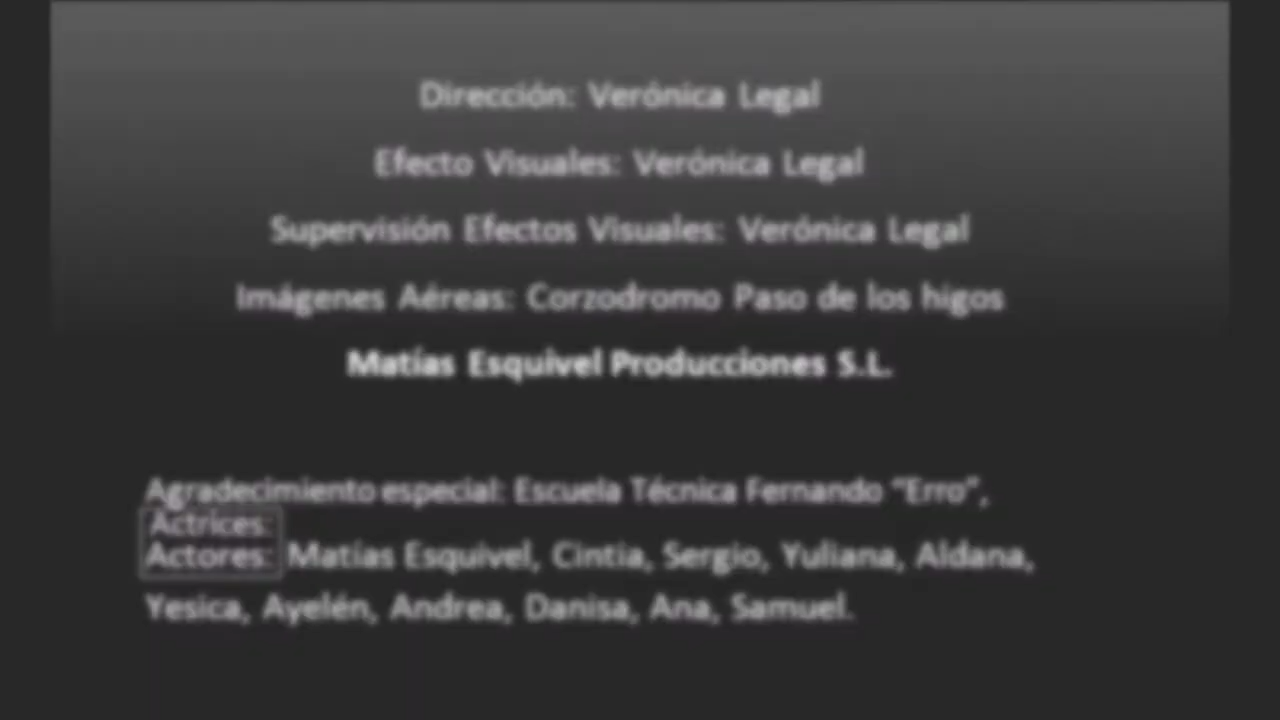 Dirección: Verónica Legal
Efecto Visuales: Verónica Legal
Supervisión Efectos Visuales: Verónica Legal
Imágenes Aéreas: Corzodromo Paso de los higos
Matías Esquivel Producciones S.L.
Agradecimiento especial: Escuela Técnica Fernando “Erro”,
Actrices:
Actores: Matías Esquivel, Cintia, Sergio, Yuliana, Aldana,
Yesica, Ayelén, Andrea, Danisa, Ana, Samuel.